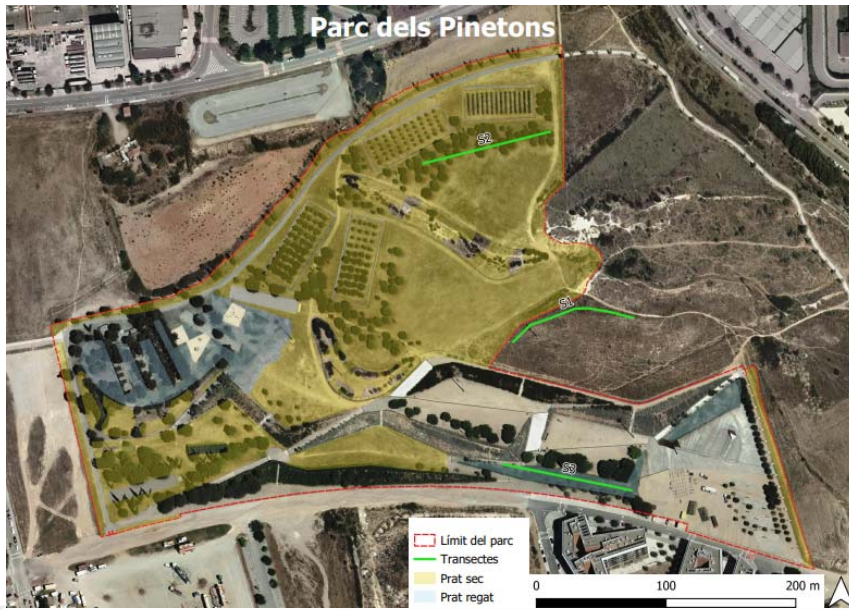 Parc dels Pinetons
S2
S1
S3
Límit del parc
Transectes
Prat sec
Prat regat
0 100 200 m